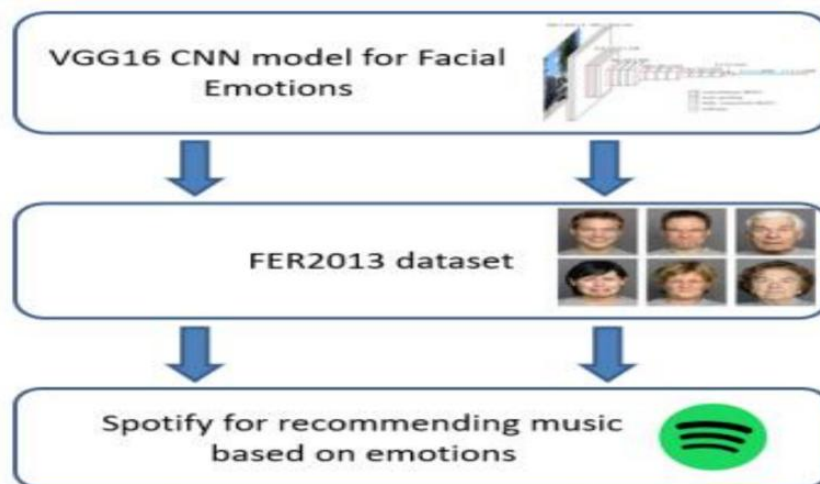 VGG16 CNN model for Facial
Emotions
FER2013 dataset
Spotify for recommending music
based on emotions